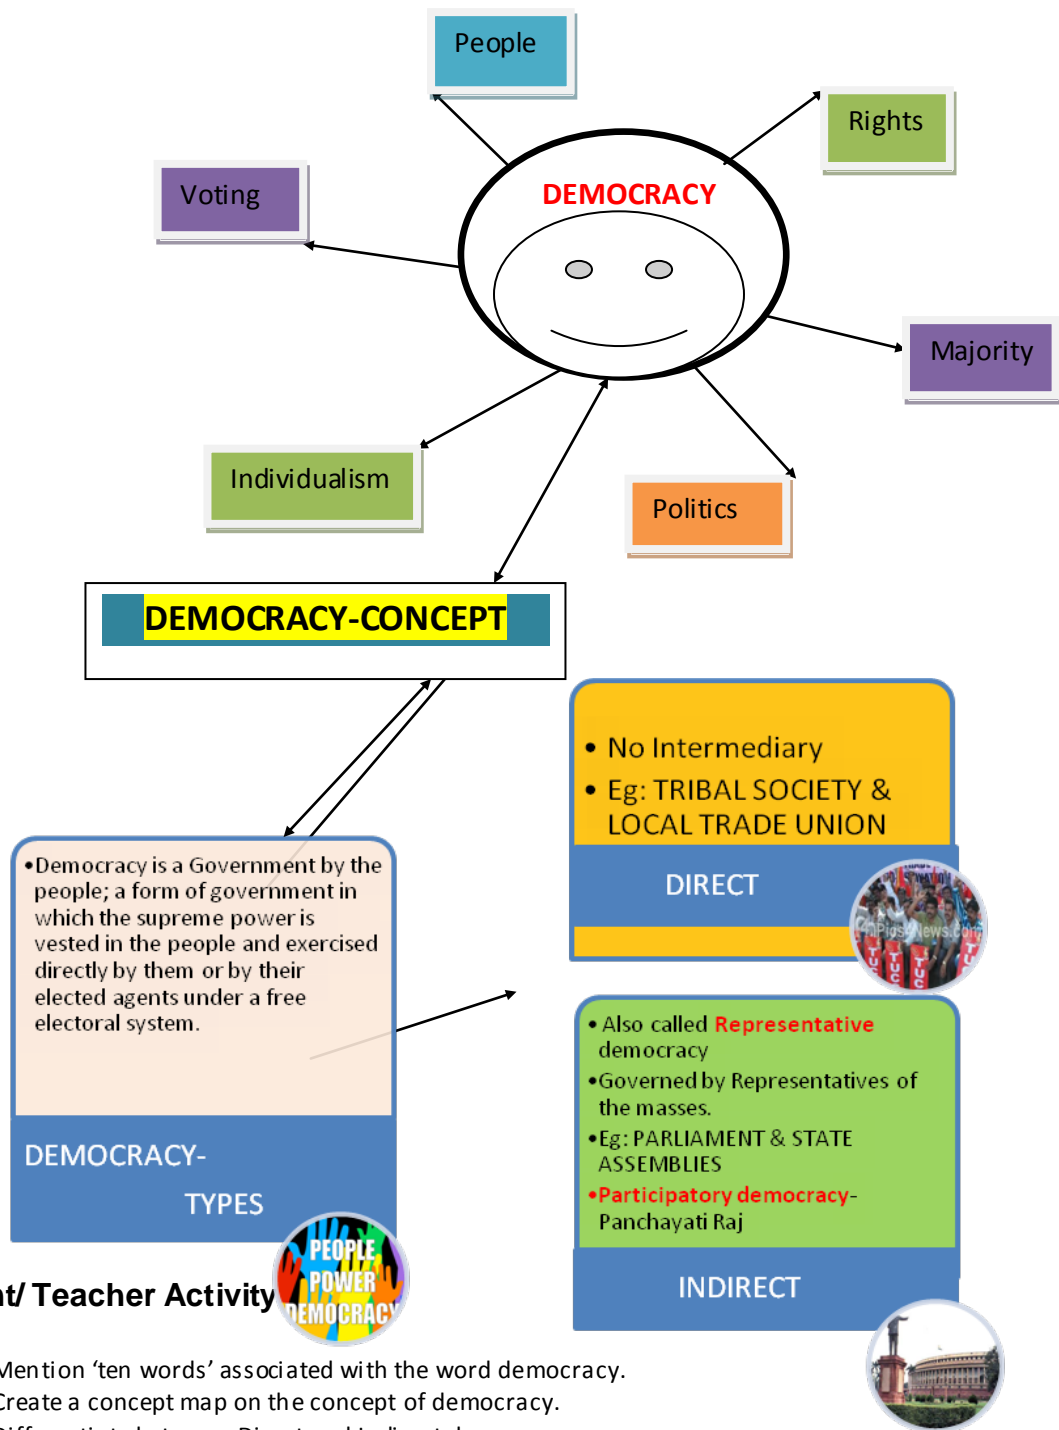 People
Rights
DEMOCRACY
Voting
Majority
Individualism
Politics
DEMOCRACY-CONCEPT
• No Intermediary
• Eg: TRIBAL SOCIETY &
LOCAL TRADE UNION
DIRECT
•Democracy is a Government by the
people; a form of government in
which the supreme power is
vested in the people and exercised
directly by them or by their
elected agents under a free
electoral system.
DEMOCRACY-
TYPES
PEOPLE
POWER
DEMOCRACY
• Also called Representative
democracy
•Governed by Representatives of
the masses.
•Eg: PARLIAMENT & STATE
ASSEMBLIES
•Participatory democracy-
Panchayati Raj
INDIRECT
nt/ Teacher Activity
Mention ‘ten words’ associated with the word democracy.
Create a concept map on the concept of democracy.